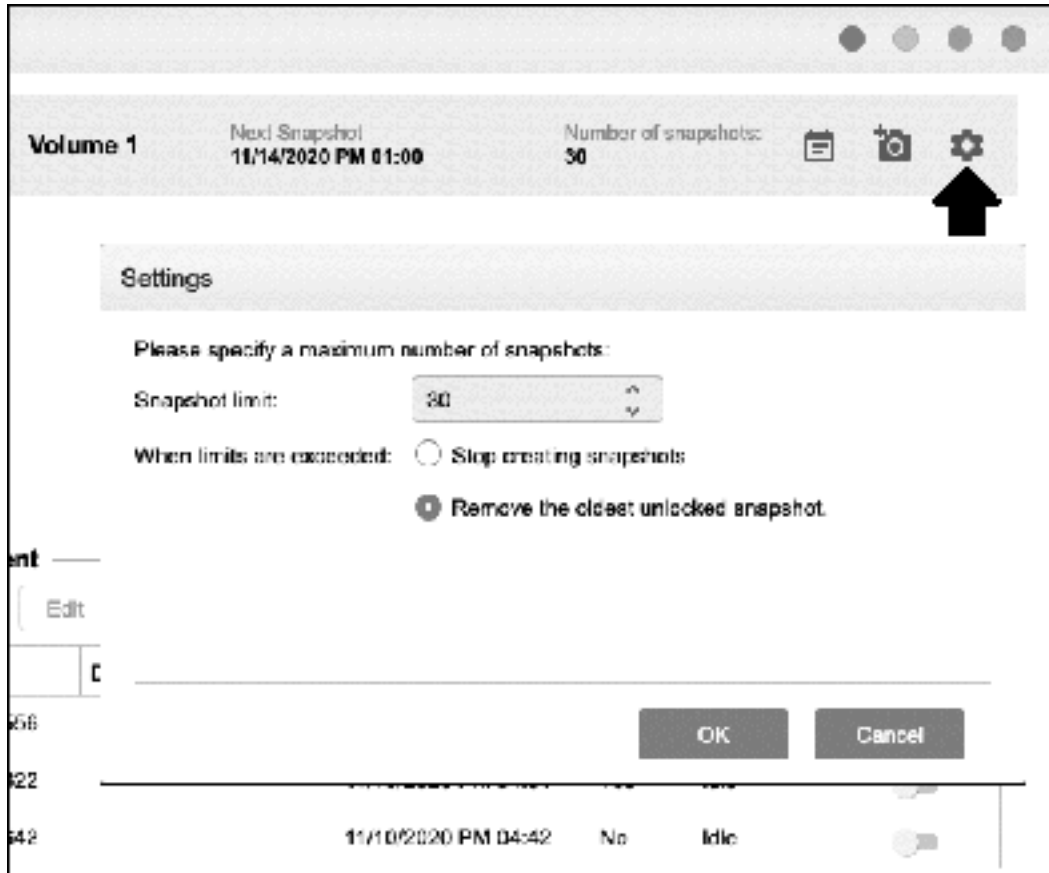 Next Snapshot Number of snapshots:
Volume 1 11/14/2020 PM 01:00 30
Settings
Please specify a maximum number of snapshots:
Snapshot limit: 30
When limits are exceeded: Stop creating snapshots
Remove the oldest unlocked snapshot.
ent
Edit
OK Cancel
322
11/10/2020 PM 04:42 No Idle